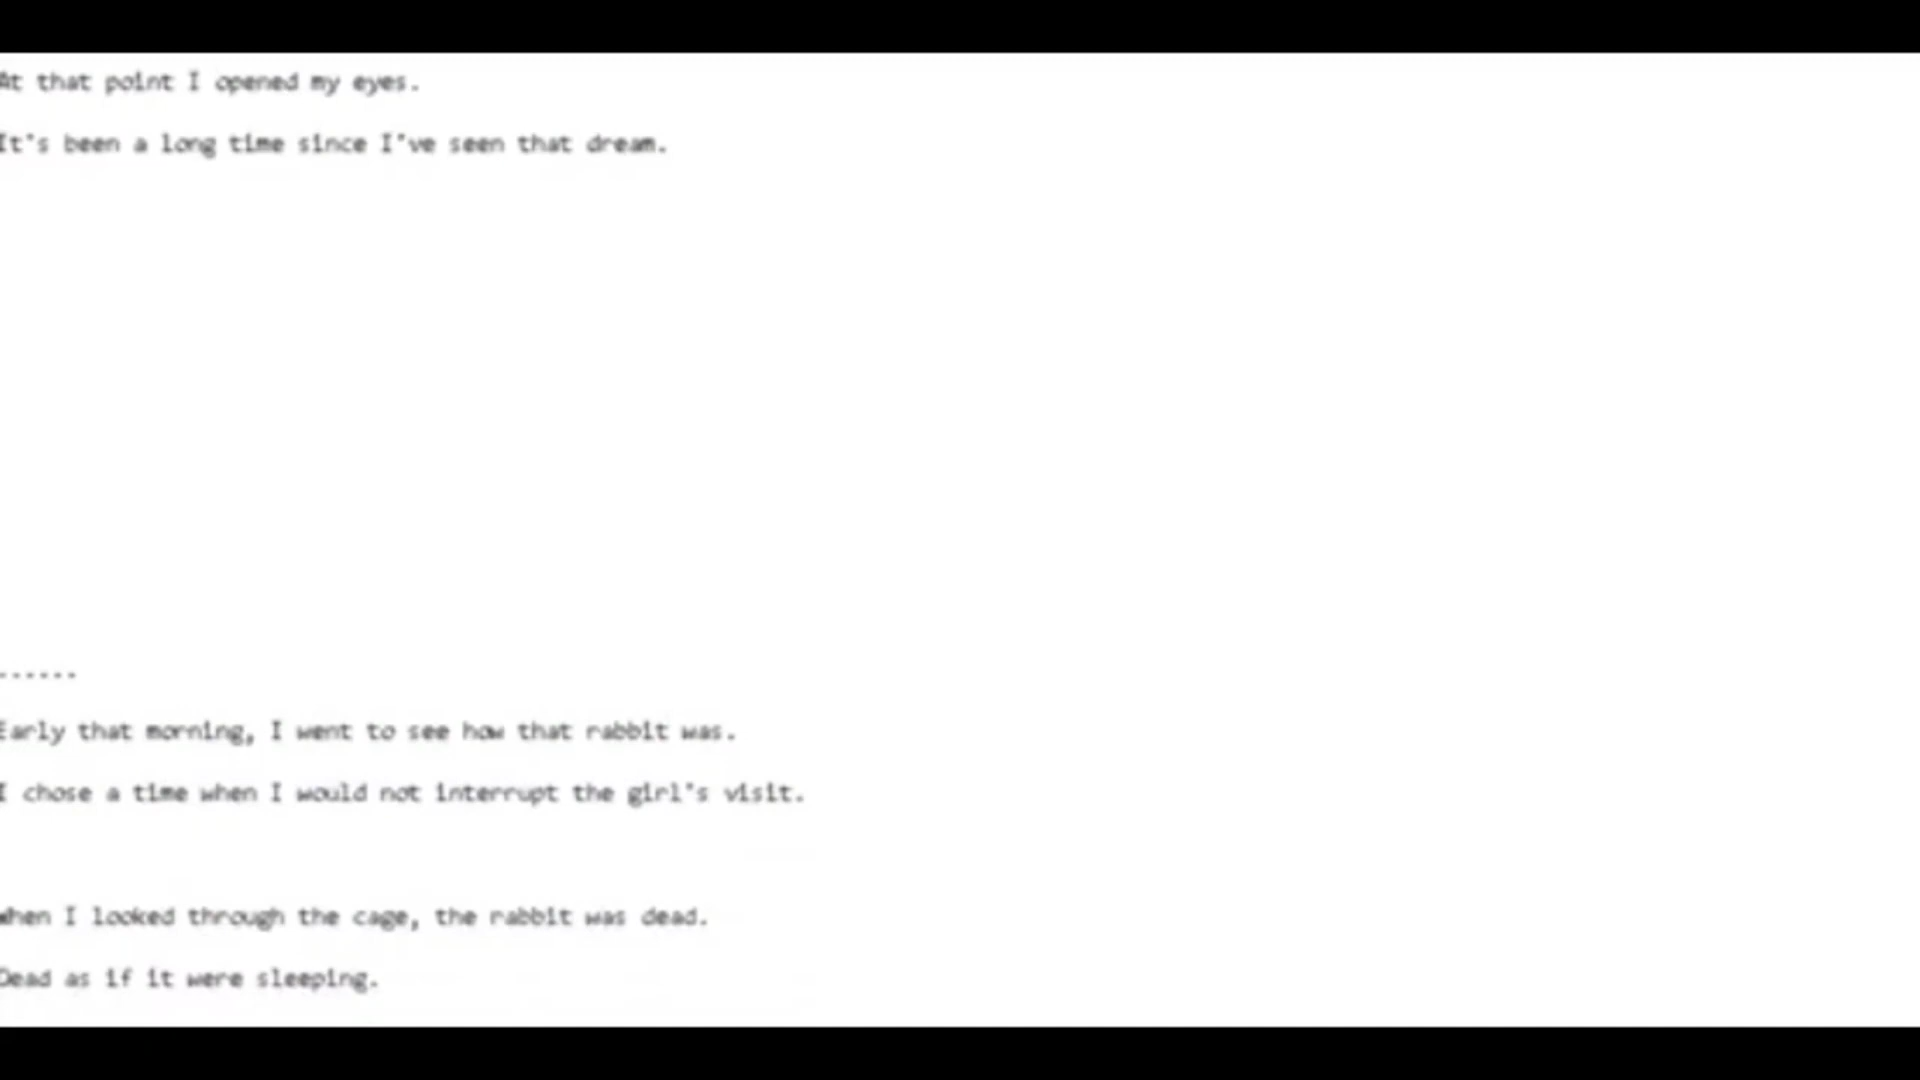 At that point I opened my eyes.
It's been a long time since I've seen that dream.
------
Early that morning, I went to see how that rabbit was.
I chose a time when I would not interrupt the girl's visit.
When I looked through the cage, the rabbit was dead.
Dead as if it were sleeping.